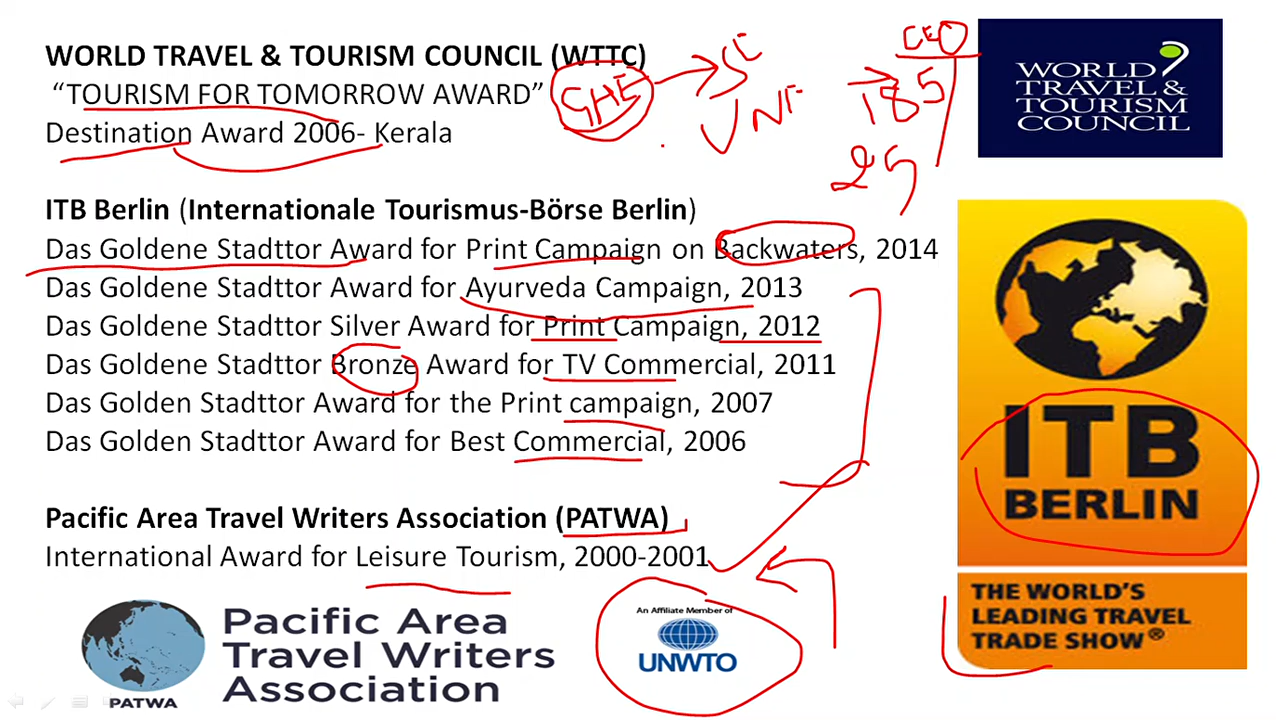 WORLD TRAVEL & TOURISM COUNCIL (WTTC)
“TOURISM FOR TOMORROW AWARD”
Destination Award 2006- Kerala
CEO
185
25
WORLD
TRAVEL &
TOURISM
COUNCIL
ITB Berlin (Internationale Tourismus-Börse Berlin)
Das Goldene Stadttor Award for Print Campaign on Backwaters, 2014
Das Goldene Stadttor Award for Ayurveda Campaign, 2013
Das Goldene Stadttor Silver Award for Print Campaign, 2012
Das Goldene Stadttor Bronze Award for TV Commercial, 2011
Das Golden Stadttor Award for the Print campaign, 2007
Das Golden Stadttor Award for Best Commercial, 2006
ITB
BERLIN
THE WORLD'S
LEADING TRAVEL
TRADE SHOW®
Pacific Area Travel Writers Association (PATWA)
International Award for Leisure Tourism, 2000-2001
PATWA
Pacific Area
Travel Writers
Association
An Affiliate Member of
UNWTO